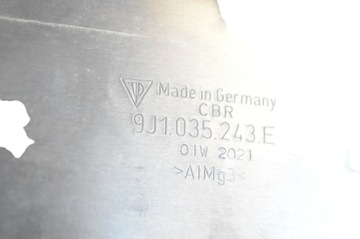 Made in Germany
CBR
9J1.035.243.E
01W 2021
>AlMg3<